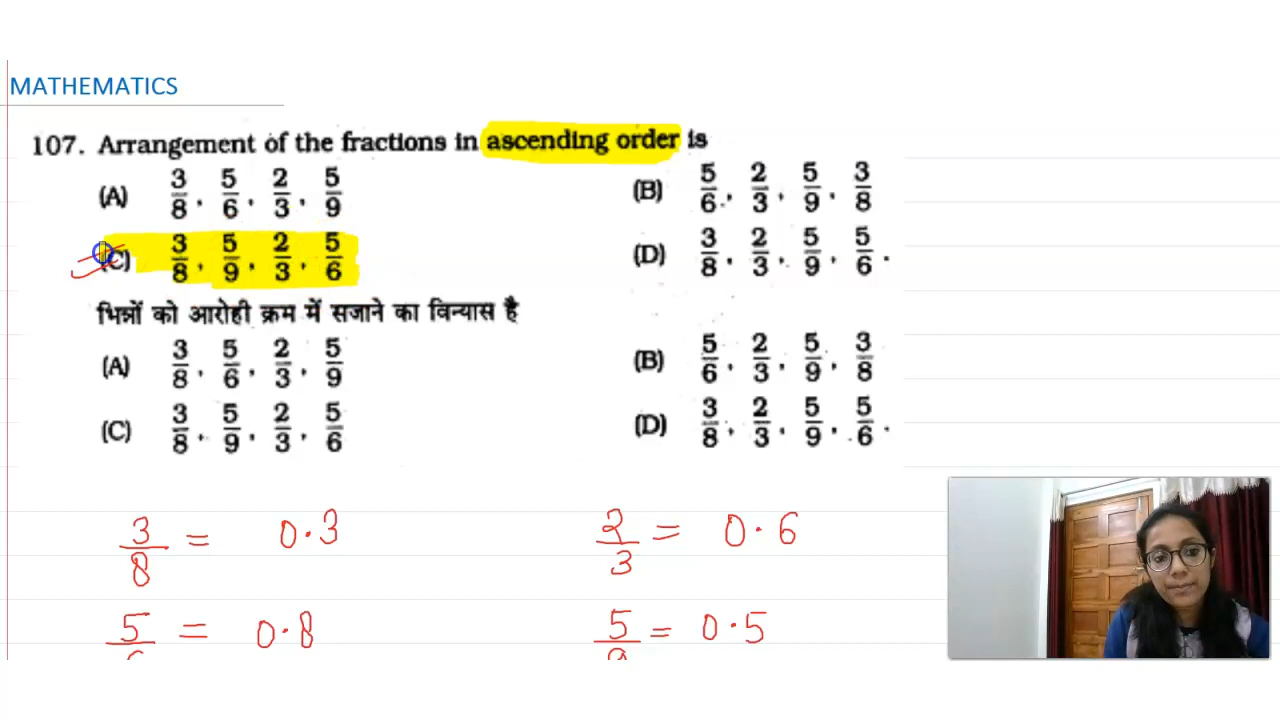 MATHEMATICS
107. Arrangement of the fractions in ascending order is
(A) 3/8, 5/6, 2/3, 5/9 (B) 5/6, 2/3, 5/9, 3/8
(C) 3/8, 5/9, 2/3, 5/6 (D) 3/8, 2/3, 5/9, 5/6.
भिन्नों को आरोही क्रम में सजाने का विन्यास है
(A) 3/8, 5/6, 2/3, 5/9 (B) 5/6, 2/3, 5/9, 3/8
(C) 3/8, 5/9, 2/3, 5/6 (D) 3/8, 2/3, 5/9, 5/6.
3/8 = 0.3 2/3 = 0.6
5/6 = 0.8 5/9 = 0.5